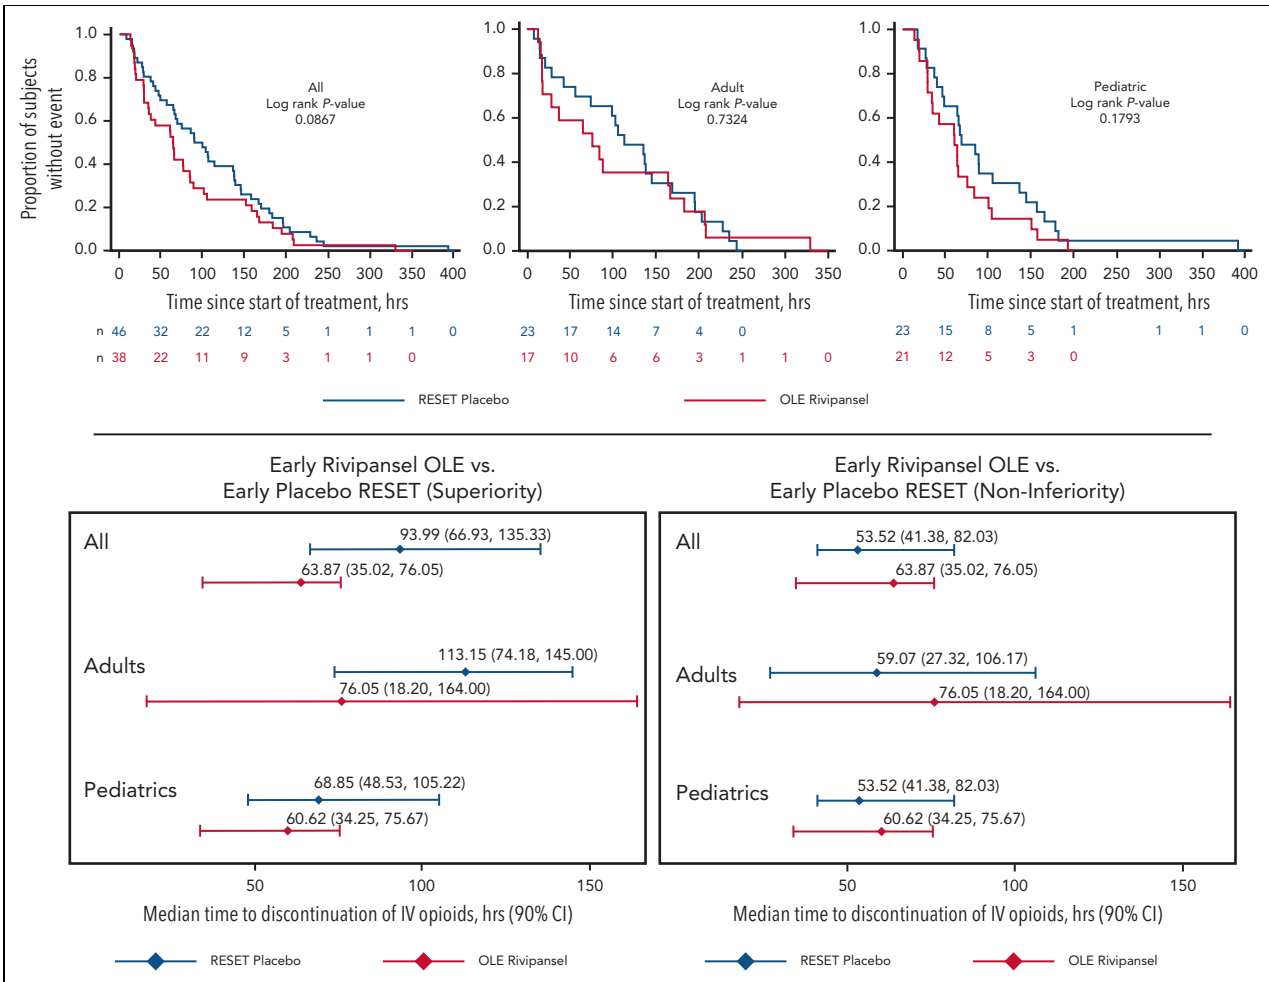 Proportion of subjects
without event
1.0
0.8
0.6
0.4
0.2
0.0
All
Log rank P-value
0.0867
0 50 100 150 200 250 300 350 400
Time since start of treatment, hrs
n 46 32 22 12 5 1 1 1 0
n 38 22 11 9 3 1 1 0
1.0
0.8
0.6
0.4
0.2
0.0
Adult
Log rank P-value
0.7324
0 50 100 150 200 250 300 350
Time since start of treatment, hrs
23 17 14 7 4 0
17 10 6 6 3 1 1 0
1.0
0.8
0.6
0.4
0.2
0.0
Pediatric
Log rank P-value
0.1793
0 50 100 150 200 250 300 350 400
Time since start of treatment, hrs
23 15 8 5 1 1 1 0
21 12 5 3 0
RESET Placebo OLE Rivipansel
Early Rivipansel OLE vs.
Early Placebo RESET (Superiority)
All
93.99 (66.93, 135.33)
63.87 (35.02, 76.05)
Adults
113.15 (74.18, 145.00)
76.05 (18.20, 164.00)
Pediatrics
68.85 (48.53, 105.22)
60.62 (34.25, 75.67)
50 100 150
Median time to discontinuation of IV opioids, hrs (90% CI)
RESET Placebo OLE Rivipansel
Early Rivipansel OLE vs.
Early Placebo RESET (Non-Inferiority)
All
53.52 (41.38, 82.03)
63.87 (35.02, 76.05)
Adults
59.07 (27.32, 106.17)
76.05 (18.20, 164.00)
Pediatrics
53.52 (41.38, 82.03)
60.62 (34.25, 75.67)
50 100 150
Median time to discontinuation of IV opioids, hrs (90% CI)
RESET Placebo OLE Rivipansel